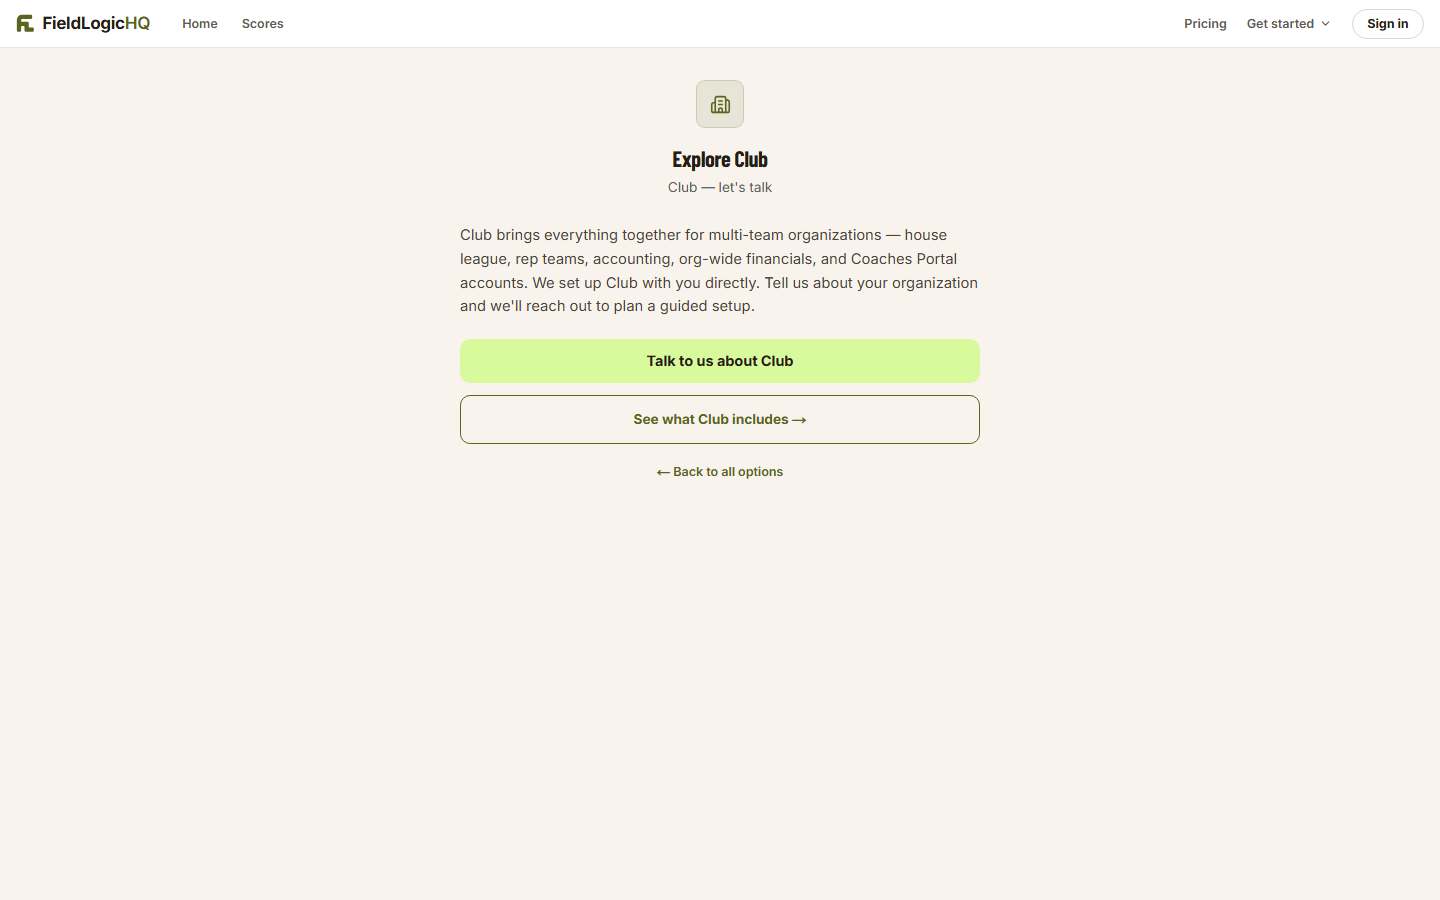 FieldLogicHQ
Home
Scores
Pricing
Get started
Sign in
Explore Club
Club — let's talk
Club brings everything together for multi-team organizations — house
league, rep teams, accounting, org-wide financials, and Coaches Portal
accounts. We set up Club with you directly. Tell us about your organization
and we'll reach out to plan a guided setup.
Talk to us about Club
See what Club includes →
← Back to all options